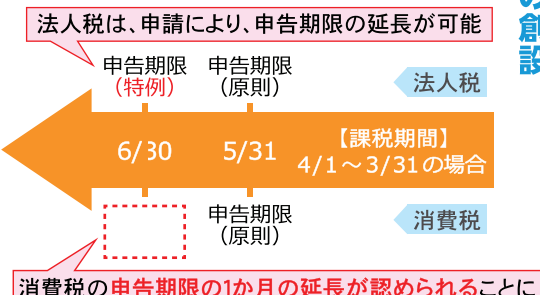 の創設
法人税は、申請により、申告期限の延長が可能
申告期限
(特例)
申告期限
(原則)
法人税
6/30
5/31
【課税期間】
4/1～3/31の場合
申告期限
(原則)
消費税
消費税の申告期限の1か月の延長が認められることに